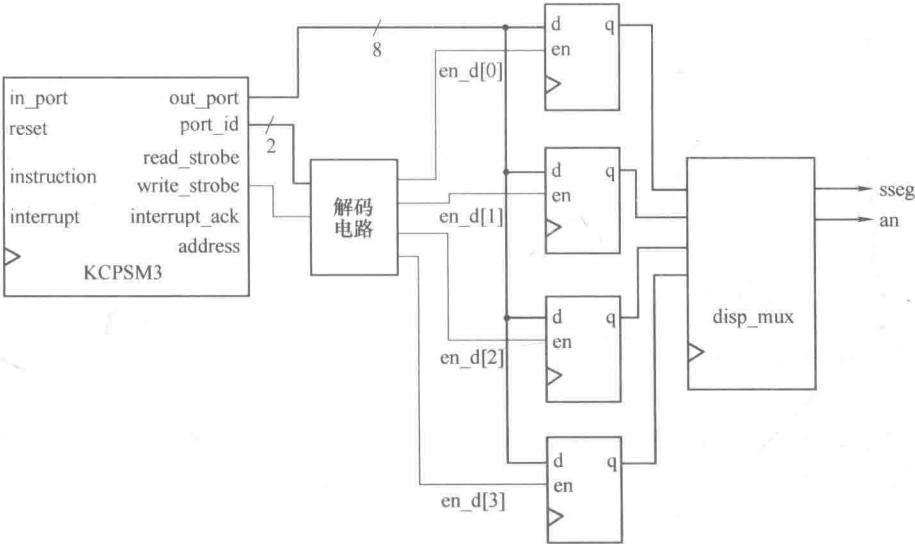 d q
en
8
en_d[0]
in_port out_port
reset port_id
2
read_strobe
instruction
write_strobe
interrupt interrupt_ack
address
KCPSM3
解码
电路
d q
en
en_d[1]
sseg
an
d q
en
en_d[2]
disp_mux
d q
en
en_d[3]